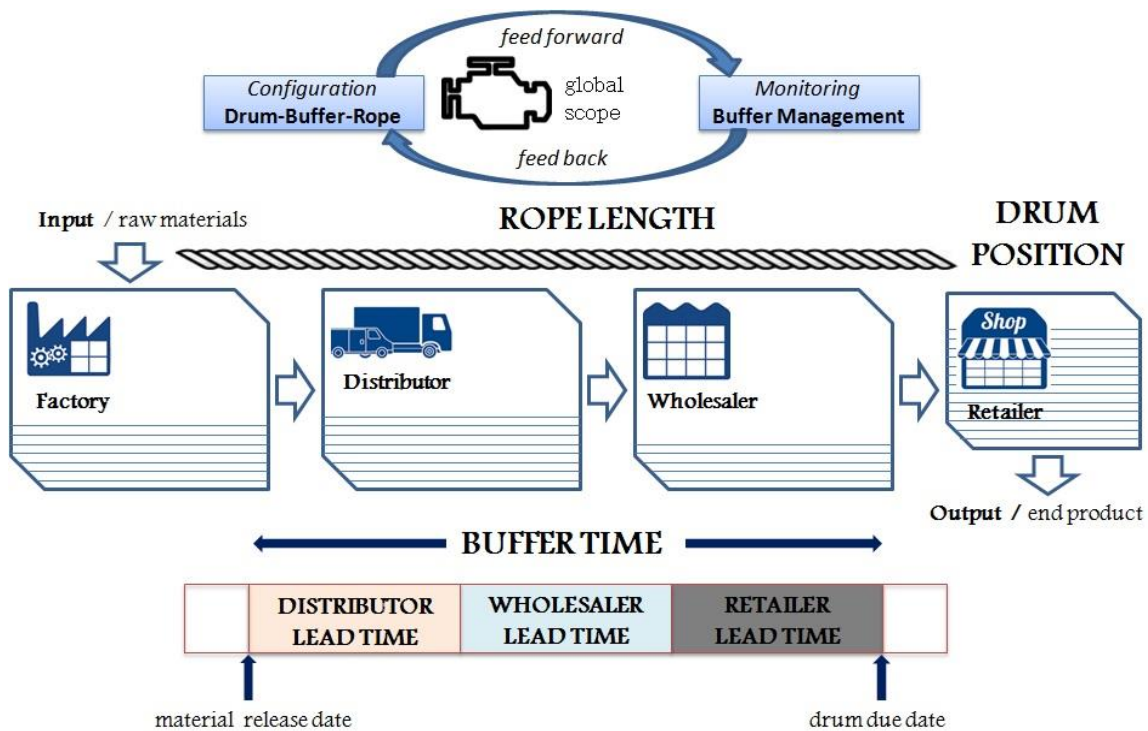 feed forward
Configuration
Drum-Buffer-Rope
global
scope
Monitoring
Buffer Management
feed back
Input / raw materials
ROPE LENGTH
DRUM
POSITION
Factory
Distributor
Wholesaler
Shop
Retailer
Output / end product
BUFFER TIME
DISTRIBUTOR
LEAD TIME
WHOLESALER
LEAD TIME
RETAILER
LEAD TIME
material release date
drum due date